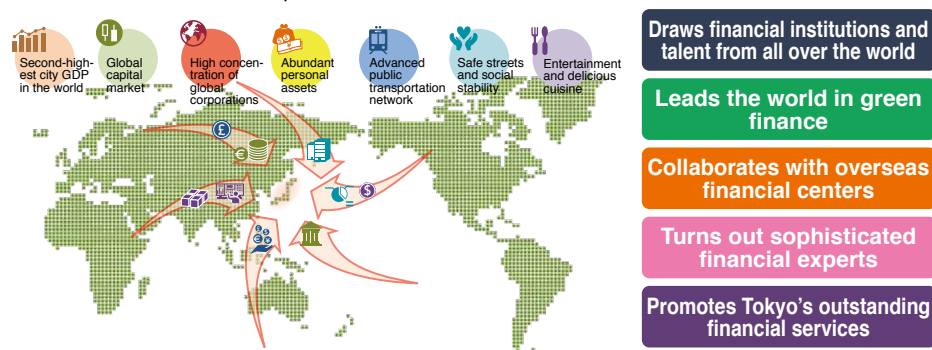 Second-high-
est city GDP
in the world
Global
capital
market
High concen-
tration of
global
corporations
Abundant
personal
assets
Advanced
public
transportation
network
Safe streets
and social
stability
Entertainment
and delicious
cuisine
£
€
$
Draws financial institutions and
talent from all over the world
Leads the world in green
finance
Collaborates with overseas
financial centers
Turns out sophisticated
financial experts
Promotes Tokyo's outstanding
financial services